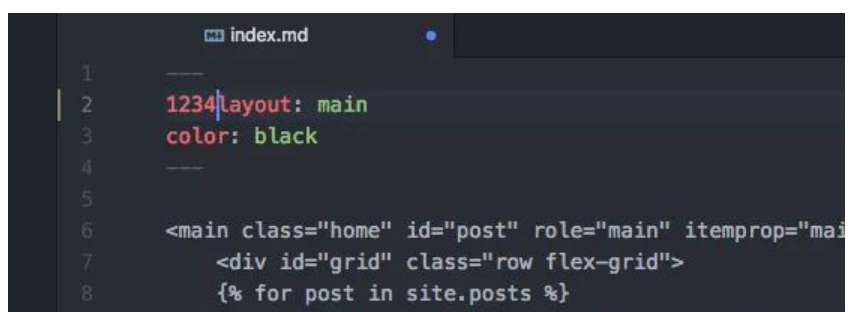 index.md
1 ---
2 1234layout: main
3 color: black
4 ---
5
6 <main class="home" id="post" role="main" itemprop="mai
7 <div id="grid" class="row flex-grid">
8 {% for post in site.posts %}